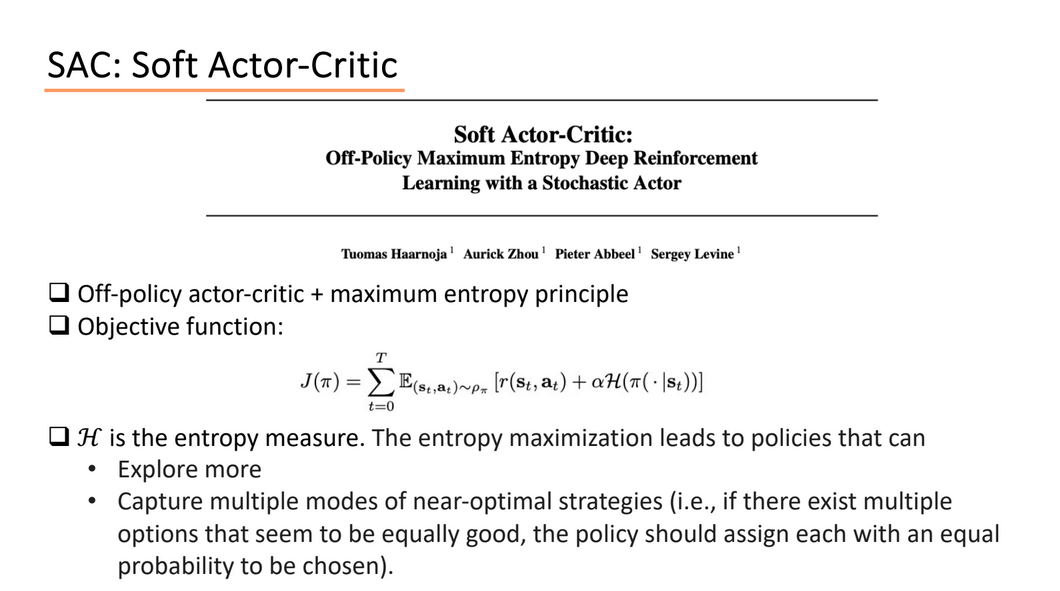 SAC: Soft Actor-Critic
Soft Actor-Critic:
Off-Policy Maximum Entropy Deep Reinforcement
Learning with a Stochastic Actor
Tuomas Haarnoja ¹ Aurick Zhou ¹ Pieter Abbeel ¹ Sergey Levine ¹
❑ Off-policy actor-critic + maximum entropy principle
❑ Objective function:
J(π) = ∑_{t=0}^{T} 𝔼_{(s_t,a_t)∼ρ_π} [r(s_t, a_t) + αℋ(π( · |s_t))]
❑ ℋ is the entropy measure. The entropy maximization leads to policies that can
• Explore more
• Capture multiple modes of near-optimal strategies (i.e., if there exist multiple
options that seem to be equally good, the policy should assign each with an equal
probability to be chosen).